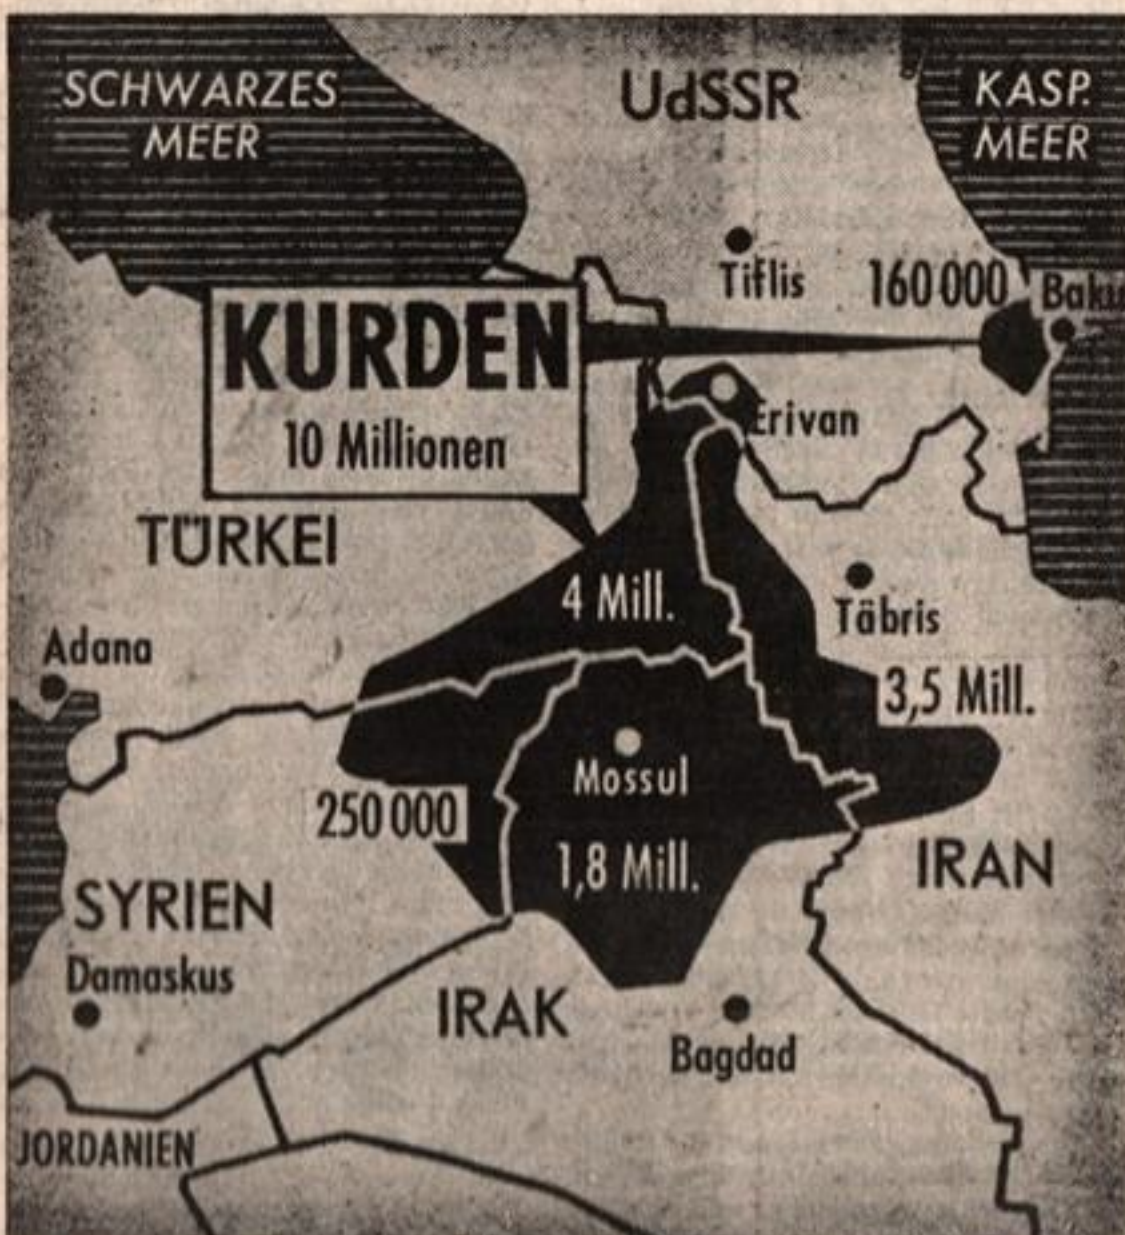 SCHWARZES
MEER
UdSSR
KASP.
MEER
Tiflis
160 000
Baku
KURDEN
10 Millionen
Erivan
TÜRKEI
4 Mill.
Täbris
Adana
3,5 Mill.
Mossul
250 000
1,8 Mill.
IRAN
SYRIEN
Damaskus
IRAK
Bagdad
JORDANIEN